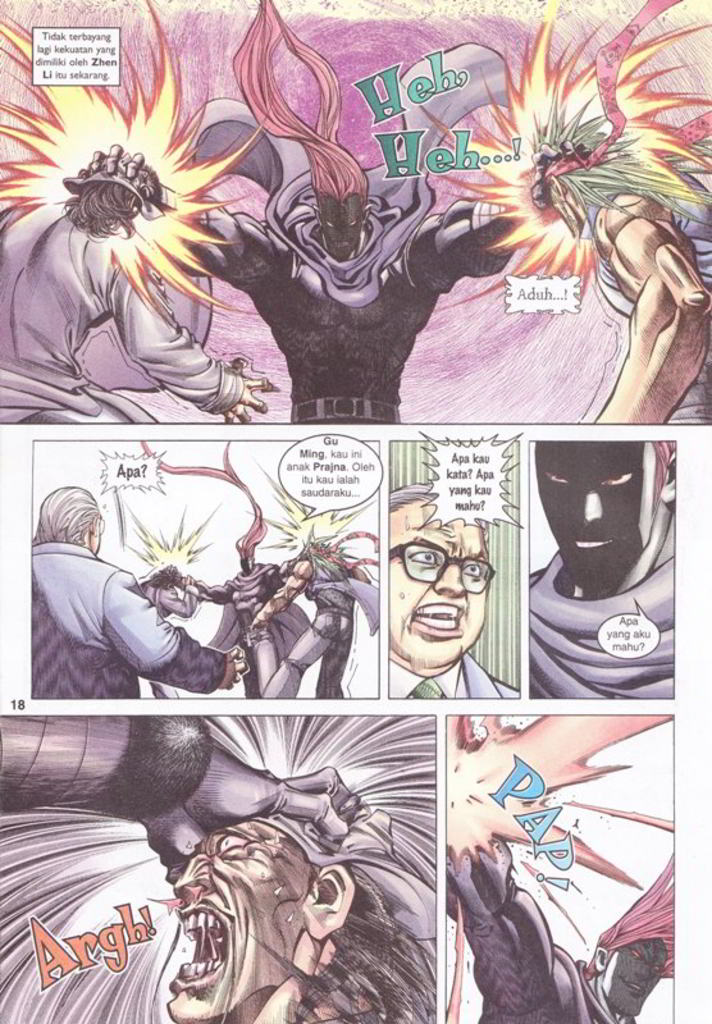 Tidak terbayang
lagi kekuatan yang
dimiliki oleh Zhen
Li itu sekarang.
Heh,
Heh...!
Aduh...!
Apa?
Gu
Ming, kau ini
anak Prajna. Oleh
itu kau ialah
saudaraku...
Apa kau
kata? Apa
yang kau
mahu?
Apa
yang aku
mahu?
18
Argh!
PAP!